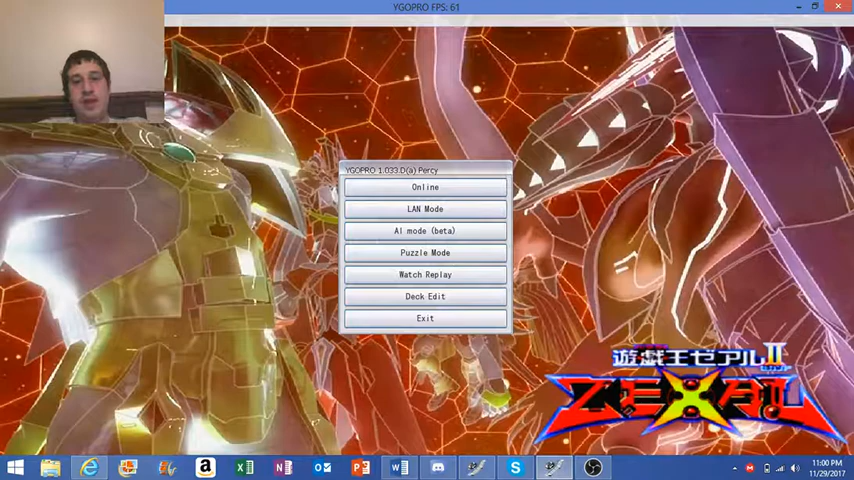 YGOPRO FPS: 61
YGOPRO 1.033.D(a) Percy
Online
LAN Mode
AI mode (beta)
Puzzle Mode
Watch Replay
Deck Edit
Exit
遊戯王ゼアルII
ZEXAL
11:00 PM
11/29/2017